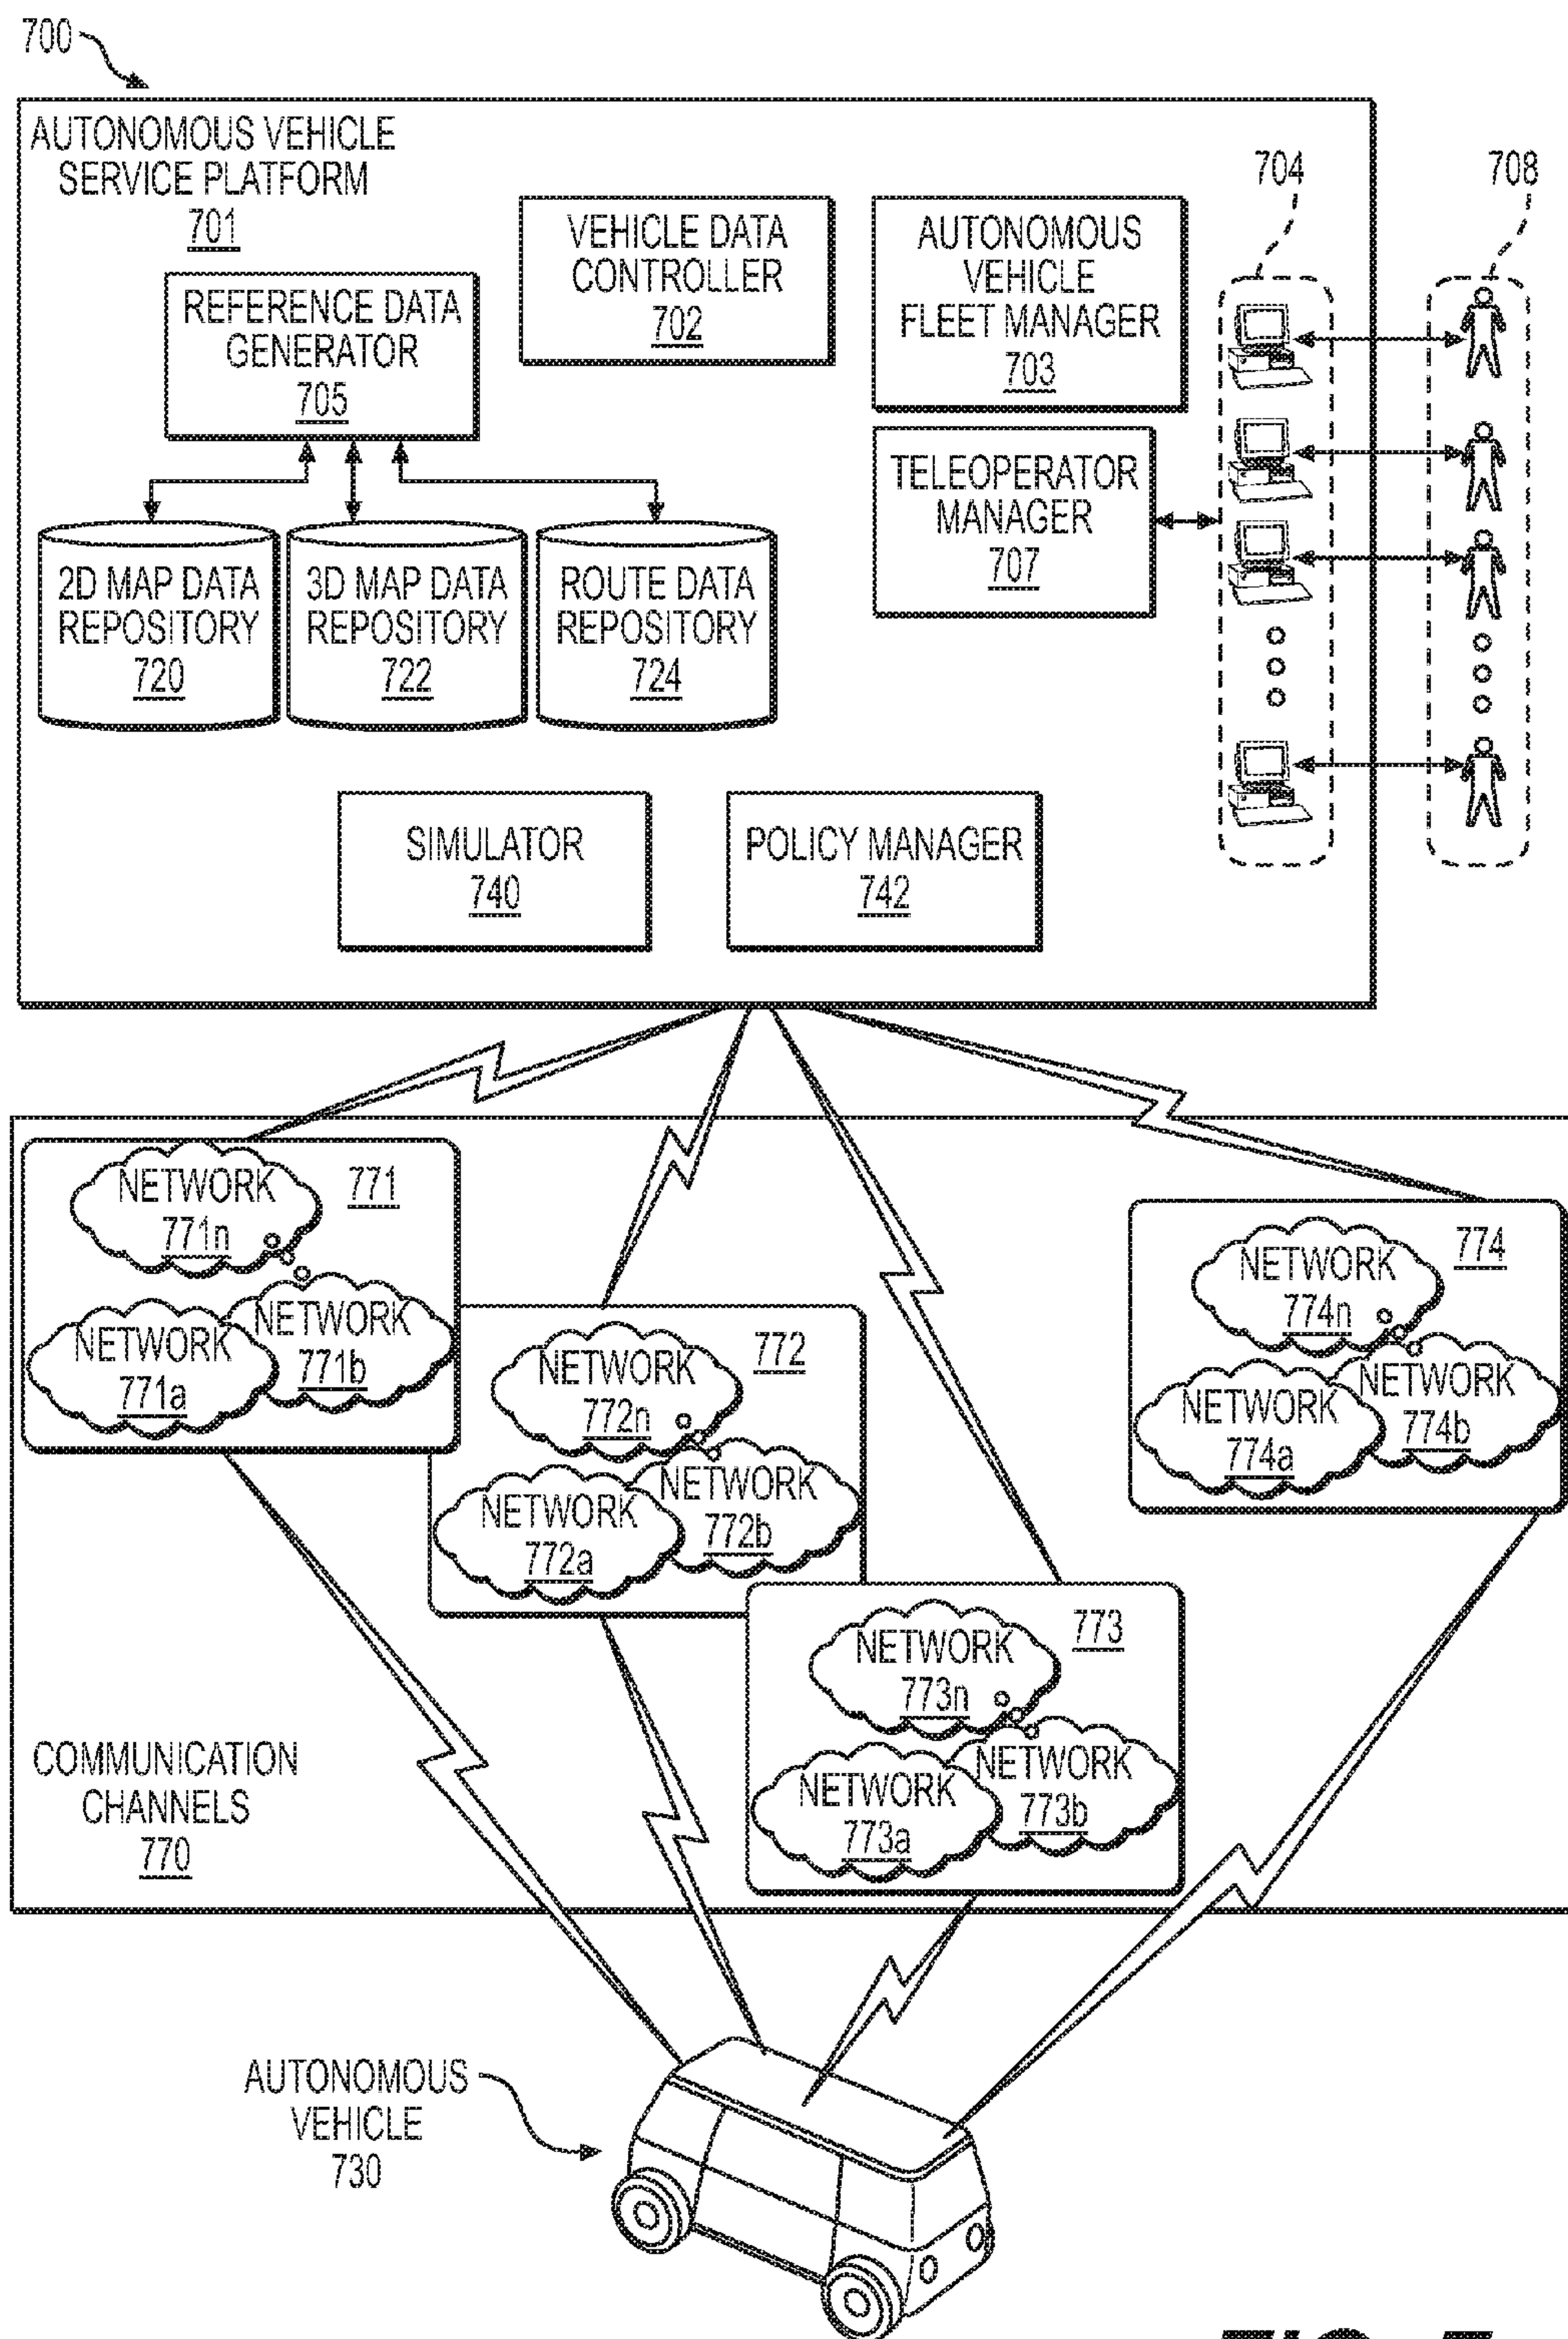 700
AUTONOMOUS VEHICLE
SERVICE PLATFORM
701
704
708
VEHICLE DATA
CONTROLLER
702
AUTONOMOUS
VEHICLE
FLEET MANAGER
703
REFERENCE DATA
GENERATOR
705
TELEOPERATOR
MANAGER
707
2D MAP DATA
REPOSITORY
720
3D MAP DATA
REPOSITORY
722
ROUTE DATA
REPOSITORY
724
SIMULATOR
740
POLICY MANAGER
742
771
NETWORK
771n
NETWORK
771b
NETWORK
771a
772
NETWORK
772n
NETWORK
772b
NETWORK
772a
773
NETWORK
773n
NETWORK
773b
NETWORK
773a
774
NETWORK
774n
NETWORK
774b
NETWORK
774a
COMMUNICATION
CHANNELS
770
AUTONOMOUS
VEHICLE
730